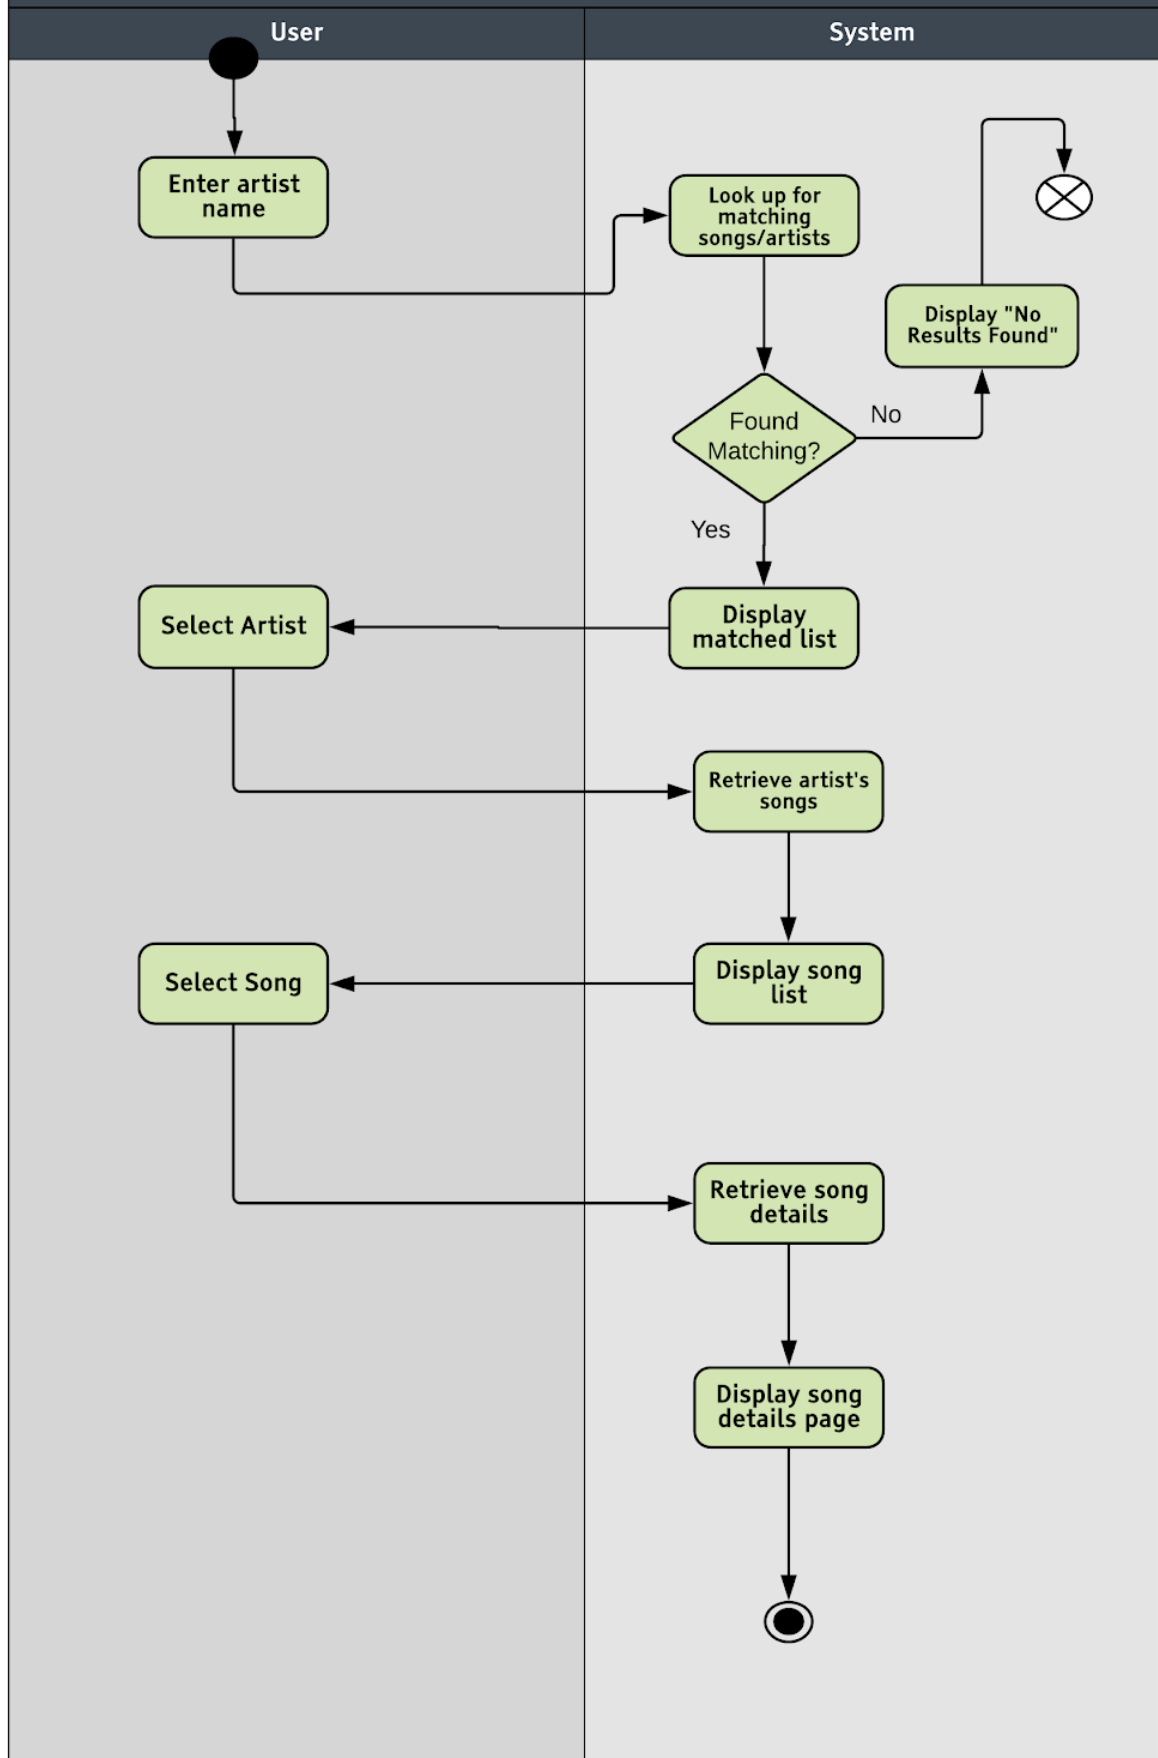 User
System
Enter artist
name
Look up for
matching
songs/artists
Display "No
Results Found"
Found
Matching?
No
Yes
Display
matched list
Select Artist
Retrieve artist's
songs
Display song
list
Select Song
Retrieve song
details
Display song
details page